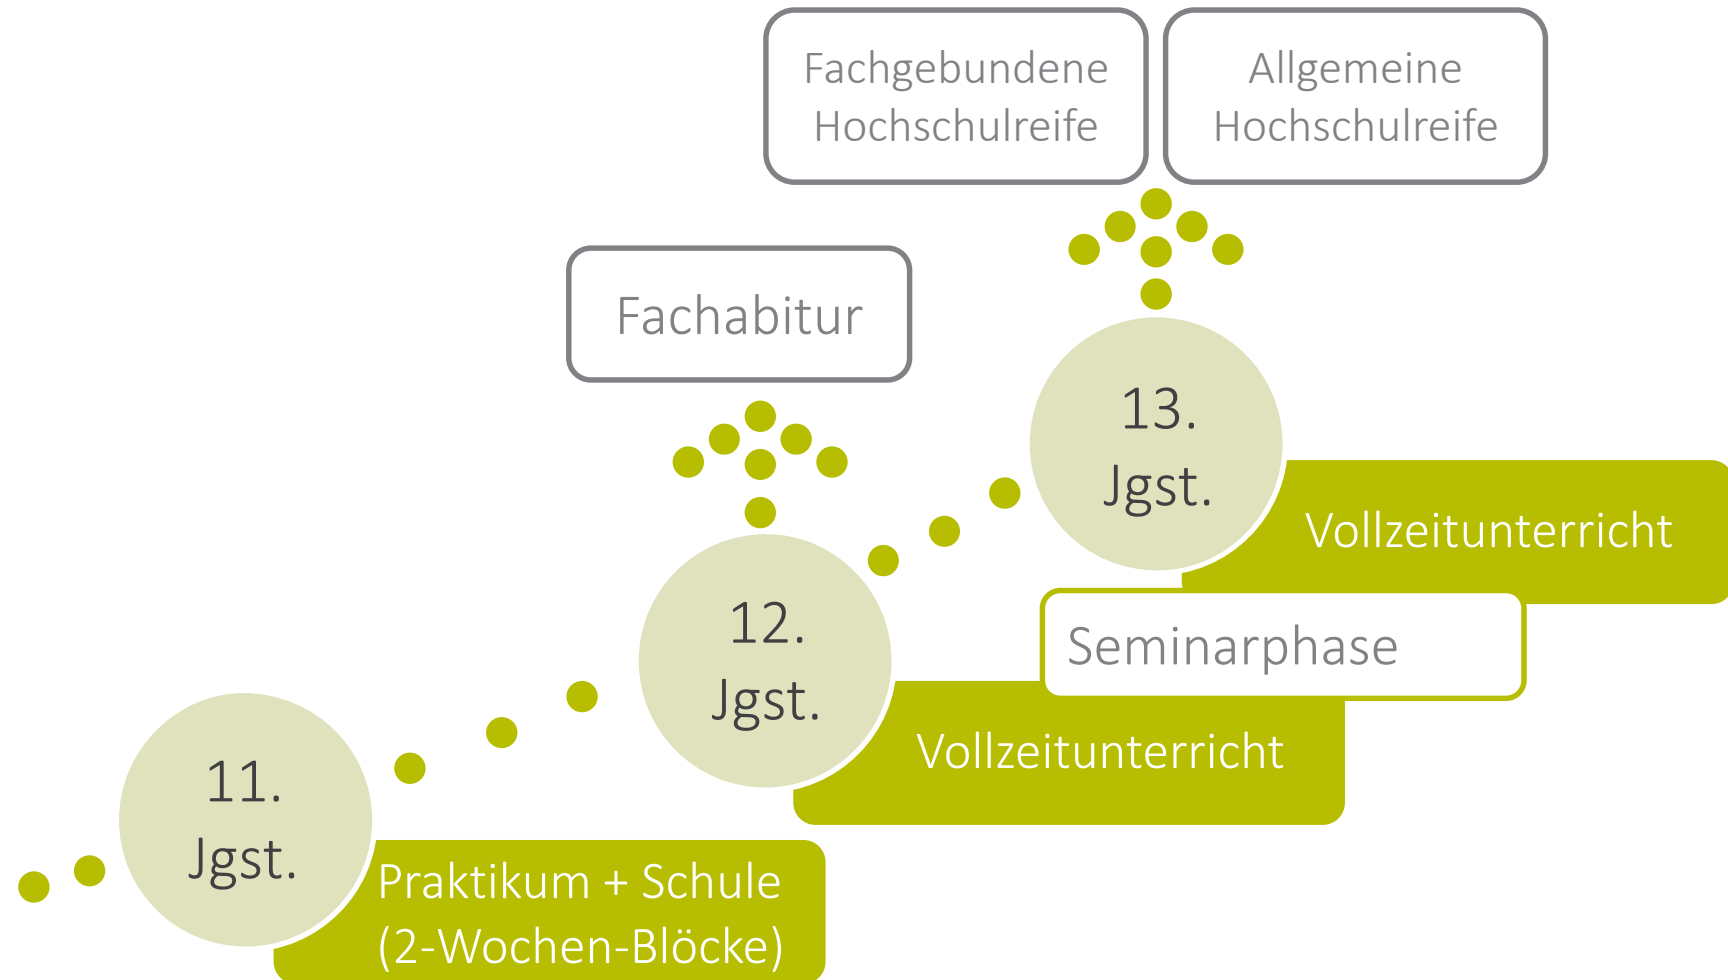 Fachgebundene
Hochschulreife
Allgemeine
Hochschulreife
Fachabitur
13.
Jgst.
Vollzeitunterricht
Seminarphase
12.
Jgst.
Vollzeitunterricht
11.
Jgst.
Praktikum + Schule
(2-Wochen-Blöcke)